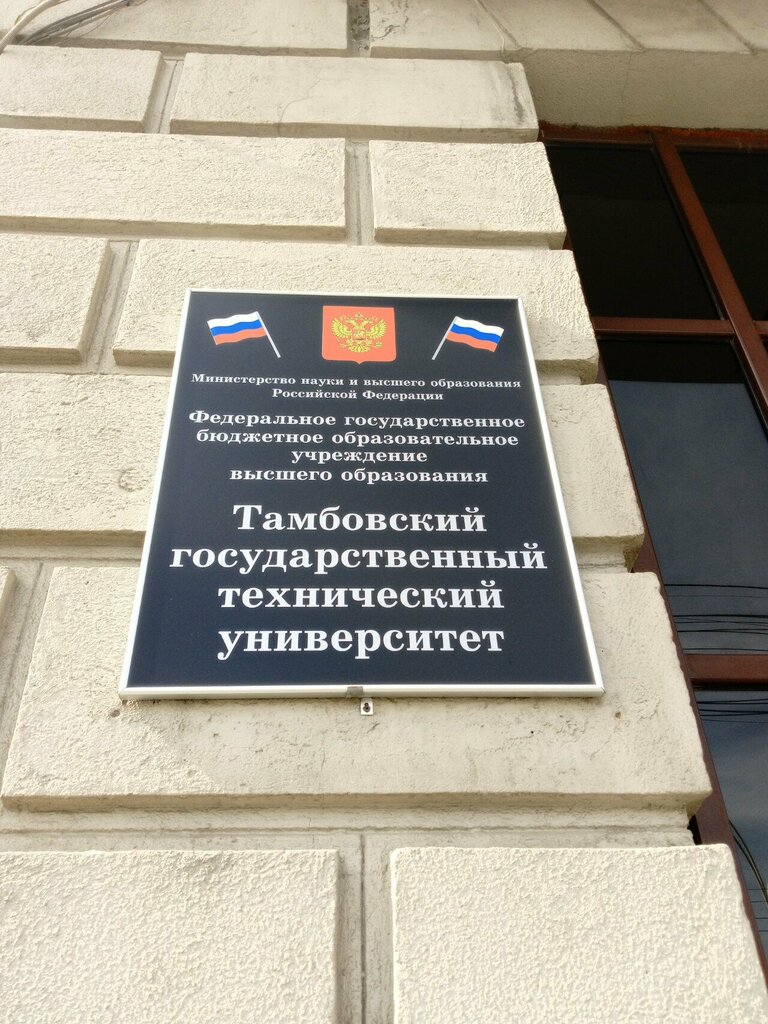 Министерство науки и высшего образования
Российской Федерации
Федеральное государственное
бюджетное образовательное
учреждение
высшего образования
Тамбовский
государственный
технический
университет